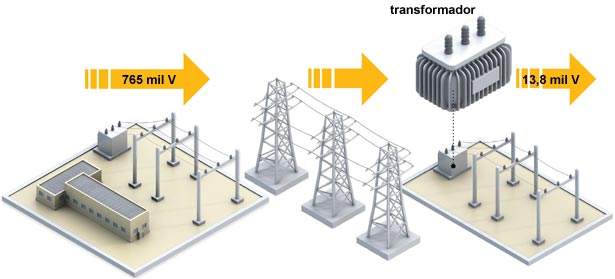 transformador
765 mil V
13,8 mil V